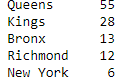 Queens 55
Kings 28
Bronx 13
Richmond 12
New York 6